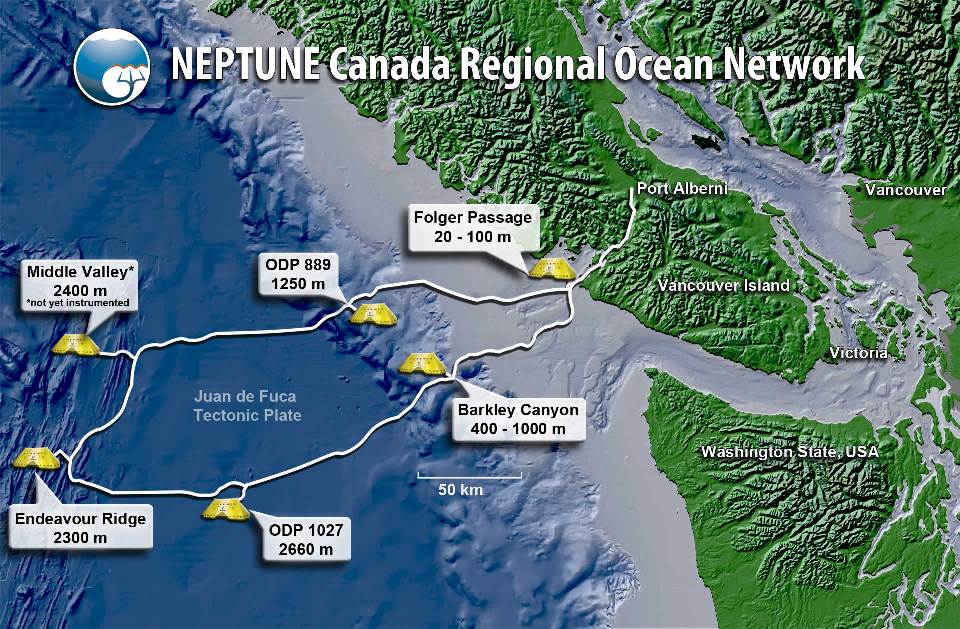 NEPTUNE Canada Regional Ocean Network
Port Alberni
Vancouver
Folger Passage
20 - 100 m
Middle Valley*
2400 m
*not yet instrumented
ODP 889
1250 m
Vancouver Island
Victoria
Juan de Fuca
Tectonic Plate
Barkley Canyon
400 - 1000 m
Washington State, USA
50 km
Endeavour Ridge
2300 m
ODP 1027
2660 m